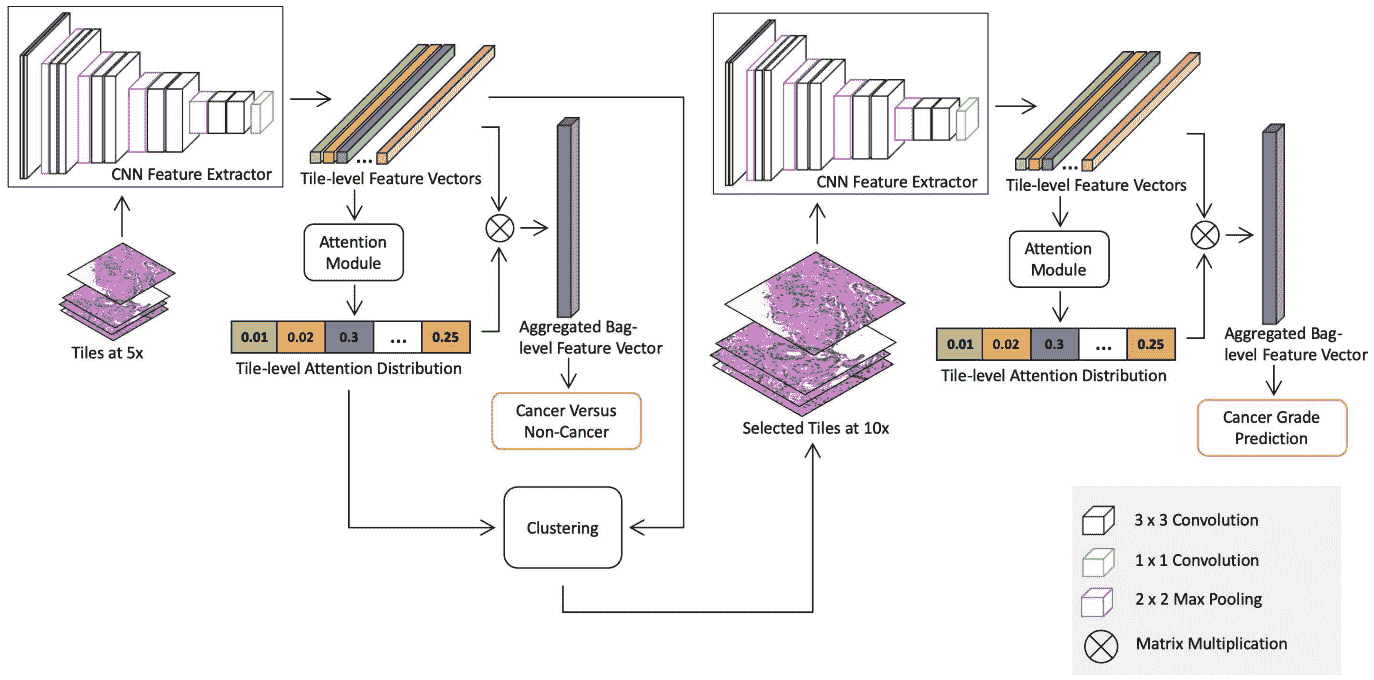 CNN Feature Extractor
Tile-level Feature Vectors
...
Attention
Module
Tiles at 5x
0.01 0.02 0.3 ... 0.25
Tile-level Attention Distribution
Aggregated Bag-
level Feature Vector
Cancer Versus
Non-Cancer
Clustering
CNN Feature Extractor
Tile-level Feature Vectors
...
Attention
Module
Selected Tiles at 10x
0.01 0.02 0.3 ... 0.25
Tile-level Attention Distribution
Aggregated Bag-
level Feature Vector
Cancer Grade
Prediction
3 x 3 Convolution
1 x 1 Convolution
2 x 2 Max Pooling
Matrix Multiplication